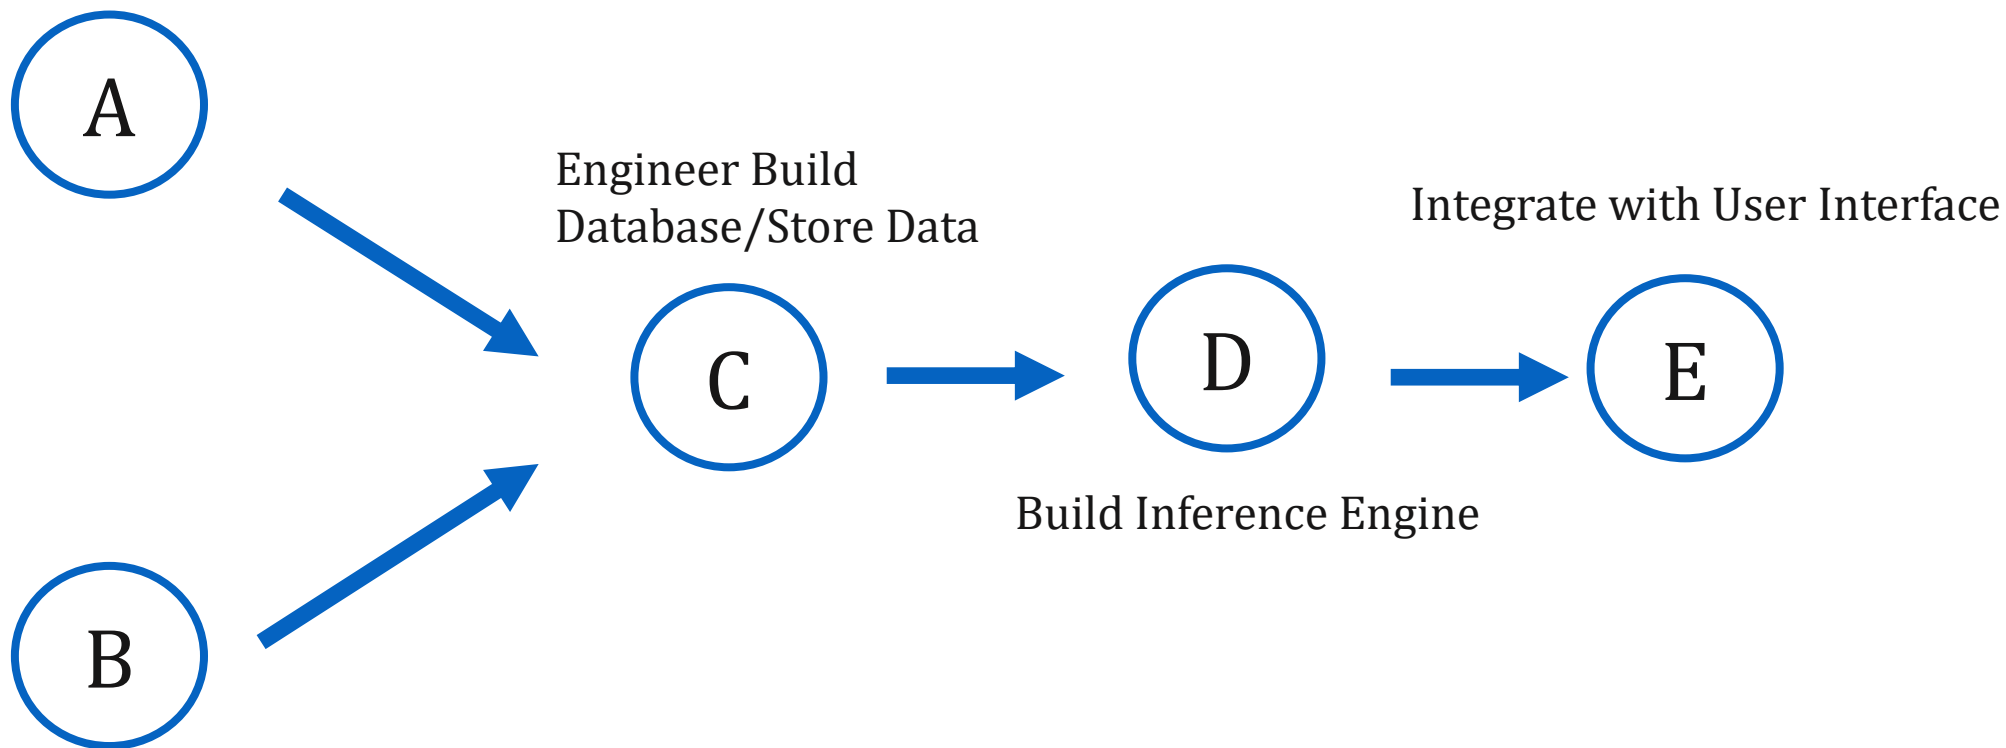 A
Engineer Build
Database/Store Data
Integrate with User Interface
C
D
E
Build Inference Engine
B